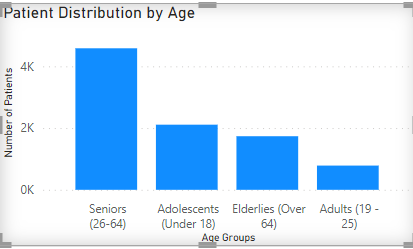 Patient Distribution by Age
Number of Patients
4K
2K
0K
Seniors
(26-64)
Adolescents
(Under 18)
Elderlies (Over
64)
Adults (19 -
25)
Age Groups